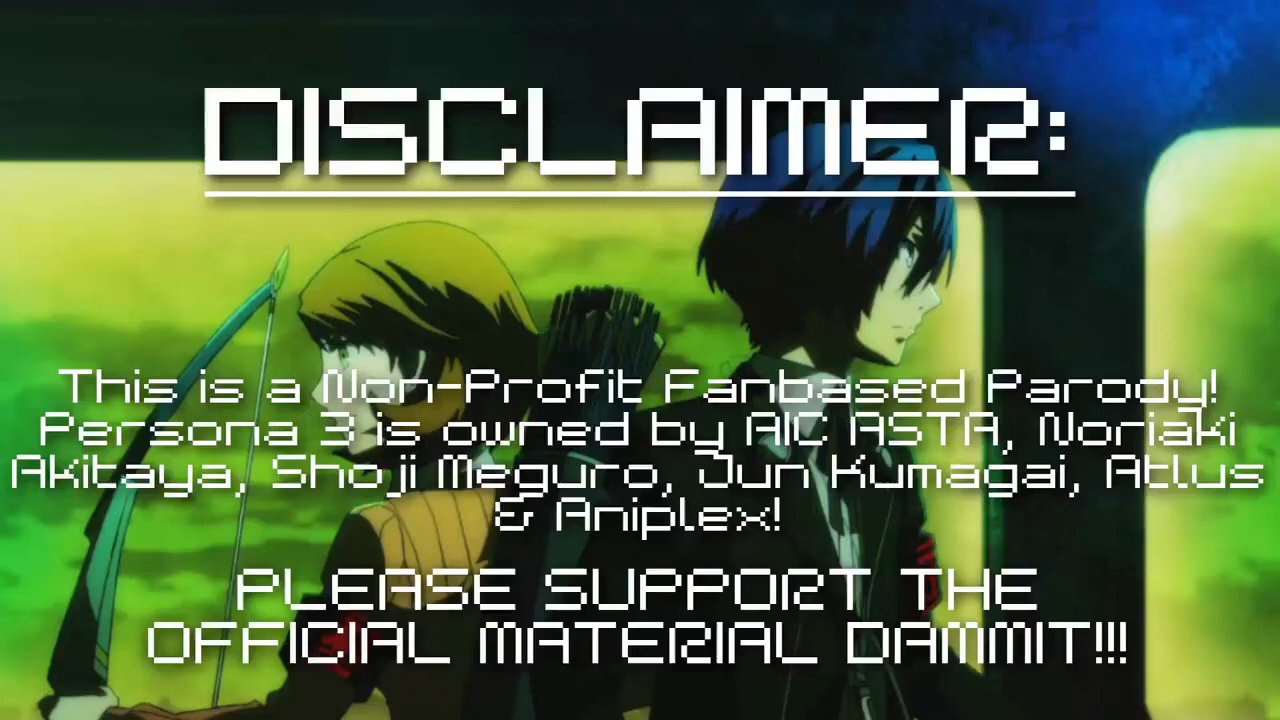 DISCLAIMER:
This is a Non-Profit Fanbased Parody!
Persona 3 is owned by AIC ASTA, Noriaki
Akitaya, Shoji Meguro, Jun Kumagai, Atlus
& Aniplex!
PLEASE SUPPORT THE
OFFICIAL MATERIAL DAMMIT!!!